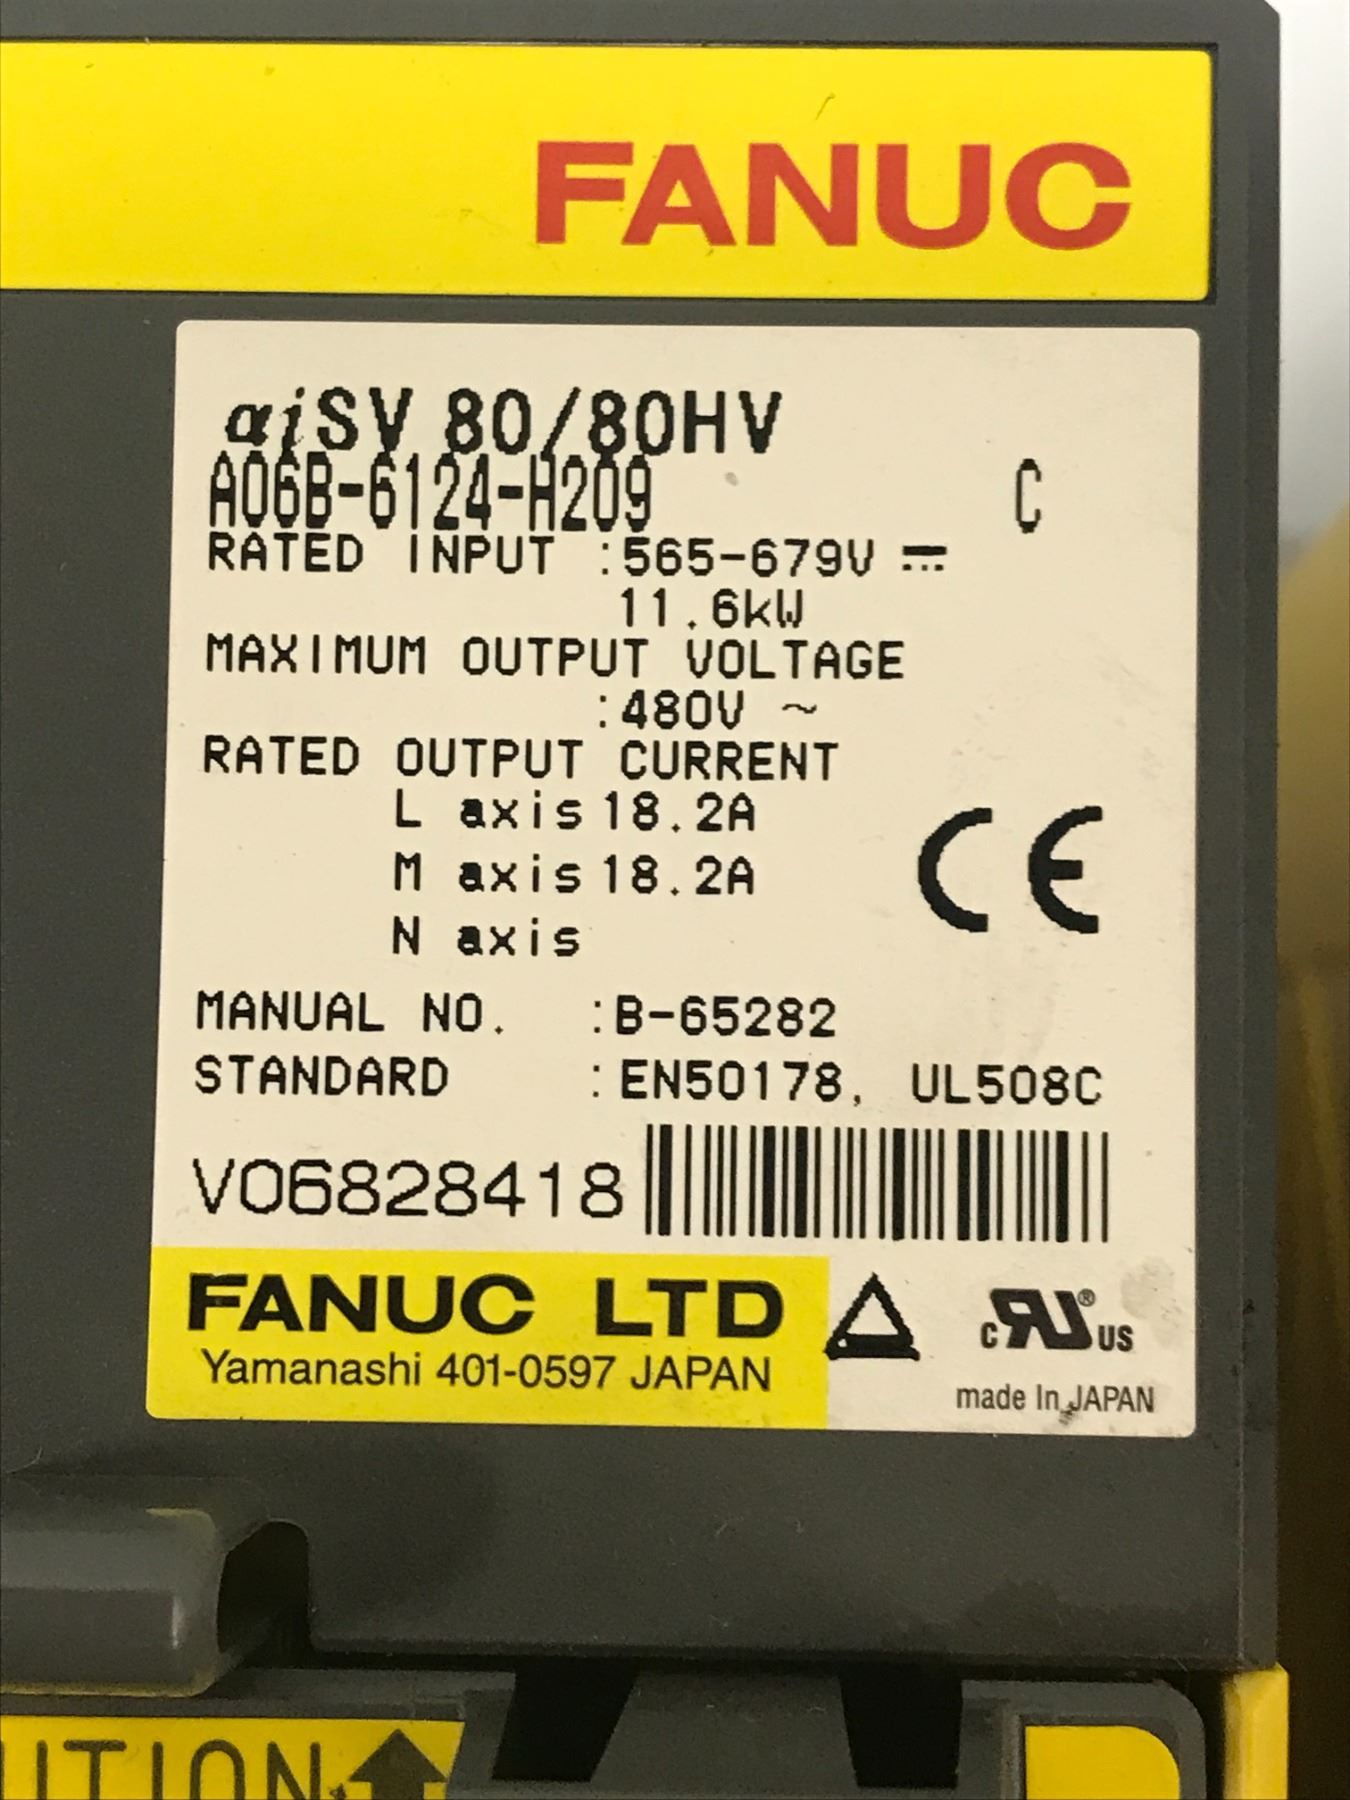 FANUC
αiSV 80/80HV
A06B-6124-H209 C
RATED INPUT :565-679V ⎓
11.6kW
MAXIMUM OUTPUT VOLTAGE
:480V ~
RATED OUTPUT CURRENT
L axis 18.2A
M axis 18.2A
N axis
CE
MANUAL NO. :B-65282
STANDARD :EN50178, UL508C
V06828418
FANUC LTD
Yamanashi 401-0597 JAPAN
c RU ® US
made In JAPAN
UTION